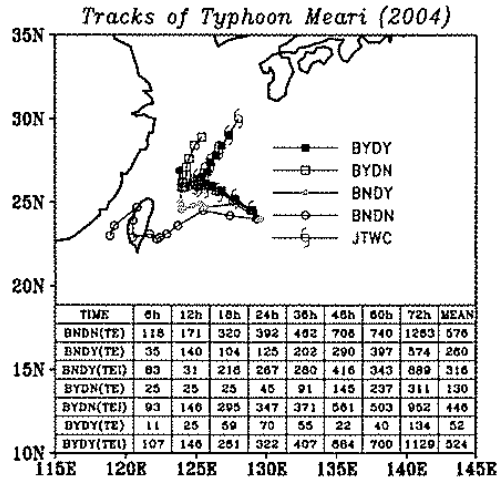 Tracks of Typhoon Meari (2004)
35N
30N
25N
20N
15N
10N
BYDY
BYDN
BNDY
BNDN
JTWC
TIME 6h 12h 18h 24h 36h 48h 60h 72h MEAN
BNDN(TE) 118 171 320 392 462 706 740 1263 576
BNDY(TE) 35 140 104 125 202 290 397 574 260
BNDY(TEI) 83 31 216 267 260 416 343 689 316
BYDN(TE) 25 25 25 45 91 145 237 311 130
BYDN(TEI) 93 146 295 347 371 561 503 952 446
BYDY(TE) 11 25 59 70 55 22 40 134 52
BYDY(TEI) 107 146 261 322 407 684 700 1129 524
115E 120E 125E 130E 135E 140E 145E